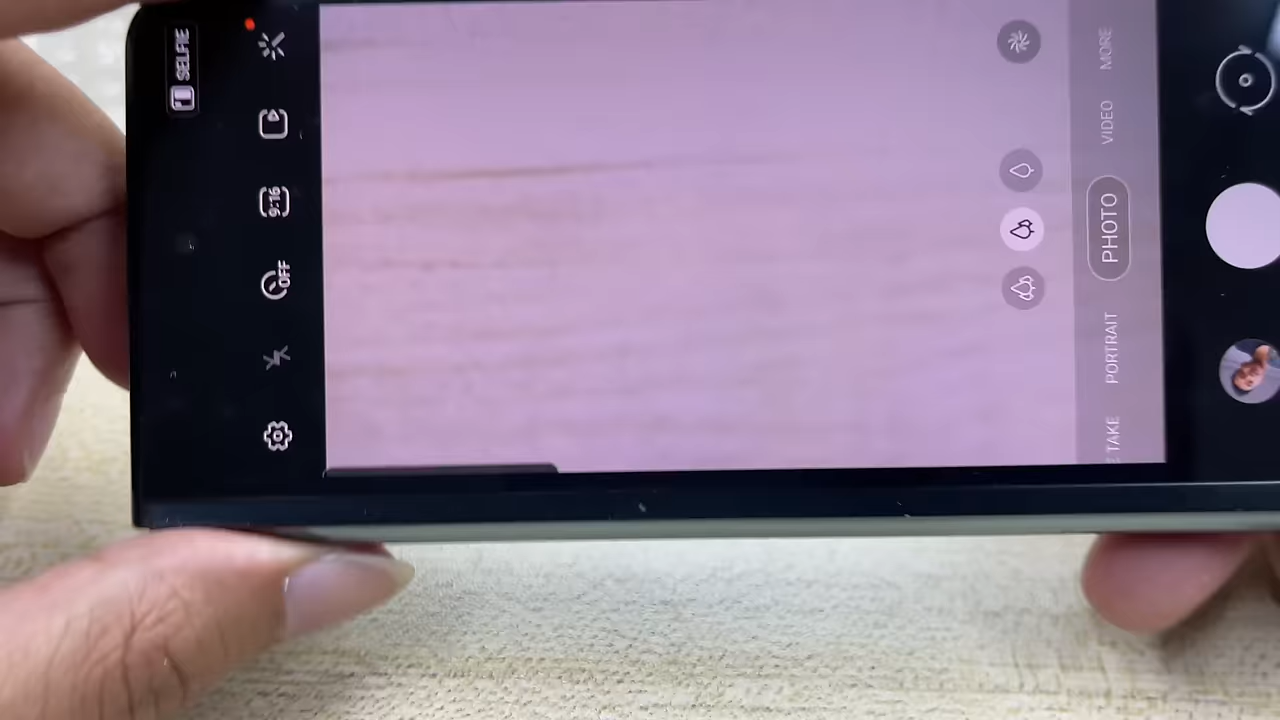 SELFIE
9:16
OFF
MORE
VIDEO
PHOTO
PORTRAIT
TAKE